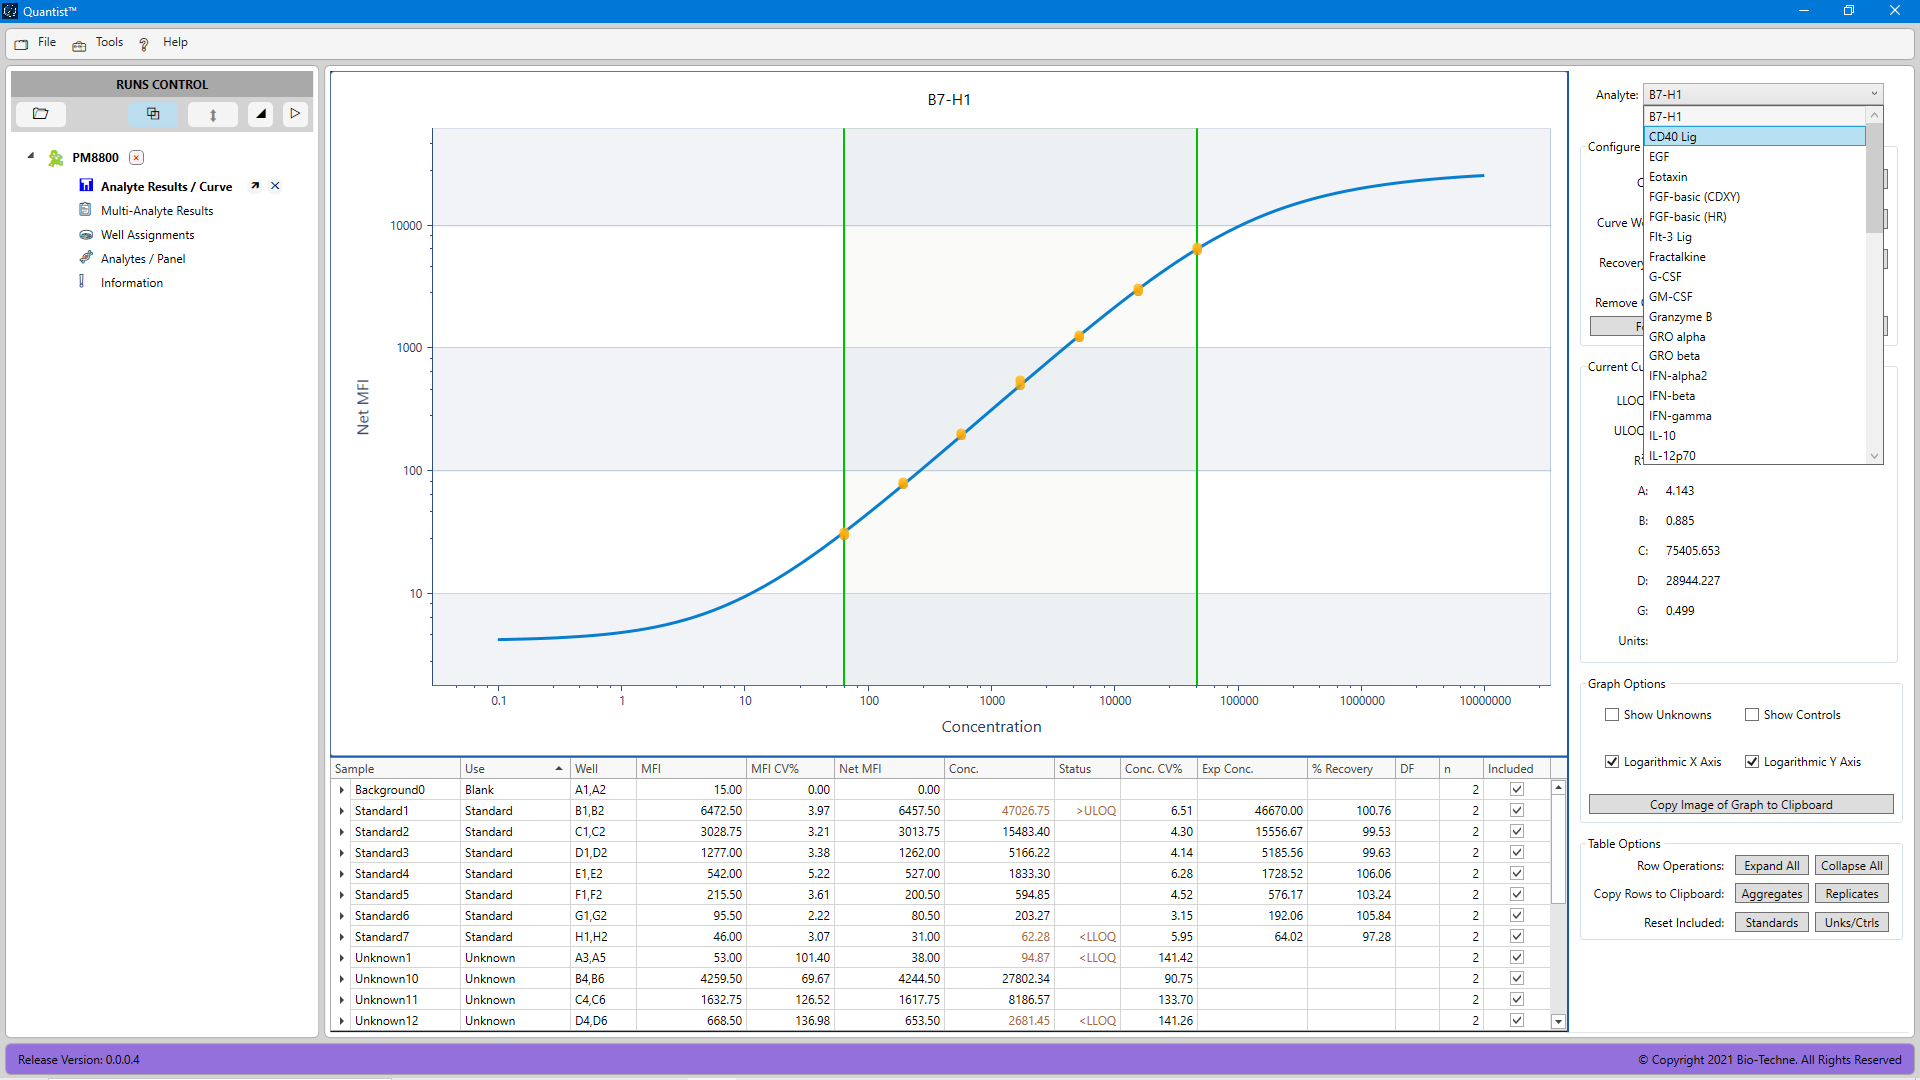 Quantist™
File Tools Help
RUNS CONTROL
PM8800
Analyte Results / Curve
Multi-Analyte Results
Well Assignments
Analytes / Panel
Information
B7-H1
10000
1000
100
10
Net MFI
0.1 1 10 100 1000 10000 100000 1000000 10000000
Concentration
Sample Use Well MFI MFI CV% Net MFI Conc. Status Conc. CV% Exp Conc. % Recovery DF n Included
Background0 Blank A1,A2 15.00 0.00 0.00 2
Standard1 Standard B1,B2 6472.50 3.97 6457.50 47026.75 >ULOQ 6.51 46670.00 100.76 2
Standard2 Standard C1,C2 3028.75 3.21 3013.75 15483.40 4.30 15556.67 99.53 2
Standard3 Standard D1,D2 1277.00 3.38 1262.00 5166.22 4.14 5185.56 99.63 2
Standard4 Standard E1,E2 542.00 5.22 527.00 1833.30 6.28 1728.52 106.06 2
Standard5 Standard F1,F2 215.50 3.61 200.50 594.85 4.52 576.17 103.24 2
Standard6 Standard G1,G2 95.50 2.22 80.50 203.27 3.15 192.06 105.84 2
Standard7 Standard H1,H2 46.00 3.07 31.00 62.28 <LLOQ 5.95 64.02 97.28 2
Unknown1 Unknown A3,A5 53.00 101.40 38.00 94.87 <LLOQ 141.42 2
Unknown10 Unknown B4,B6 4259.50 69.67 4244.50 27802.34 90.75 2
Unknown11 Unknown C4,C6 1632.75 126.52 1617.75 8186.57 133.70 2
Unknown12 Unknown D4,D6 668.50 136.98 653.50 2681.45 <LLOQ 141.26 2
Analyte: B7-H1
B7-H1
CD40 Lig
EGF
Eotaxin
FGF-basic (CDXY)
FGF-basic (HR)
Flt-3 Lig
Fractalkine
G-CSF
GM-CSF
Granzyme B
GRO alpha
GRO beta
IFN-alpha2
IFN-beta
IFN-gamma
IL-10
IL-12p70
Configure
Curve
Recovery
Remove
Current
LLOQ
ULOQ
A: 4.143
B: 0.885
C: 75405.653
D: 28944.227
G: 0.499
Units:
Graph Options
Show Unknowns Show Controls
Logarithmic X Axis Logarithmic Y Axis
Copy Image of Graph to Clipboard
Table Options
Row Operations: Expand All Collapse All
Copy Rows to Clipboard: Aggregates Replicates
Reset Included: Standards Unks/Ctrls
Release Version: 0.0.0.4
© Copyright 2021 Bio-Techne. All Rights Reserved